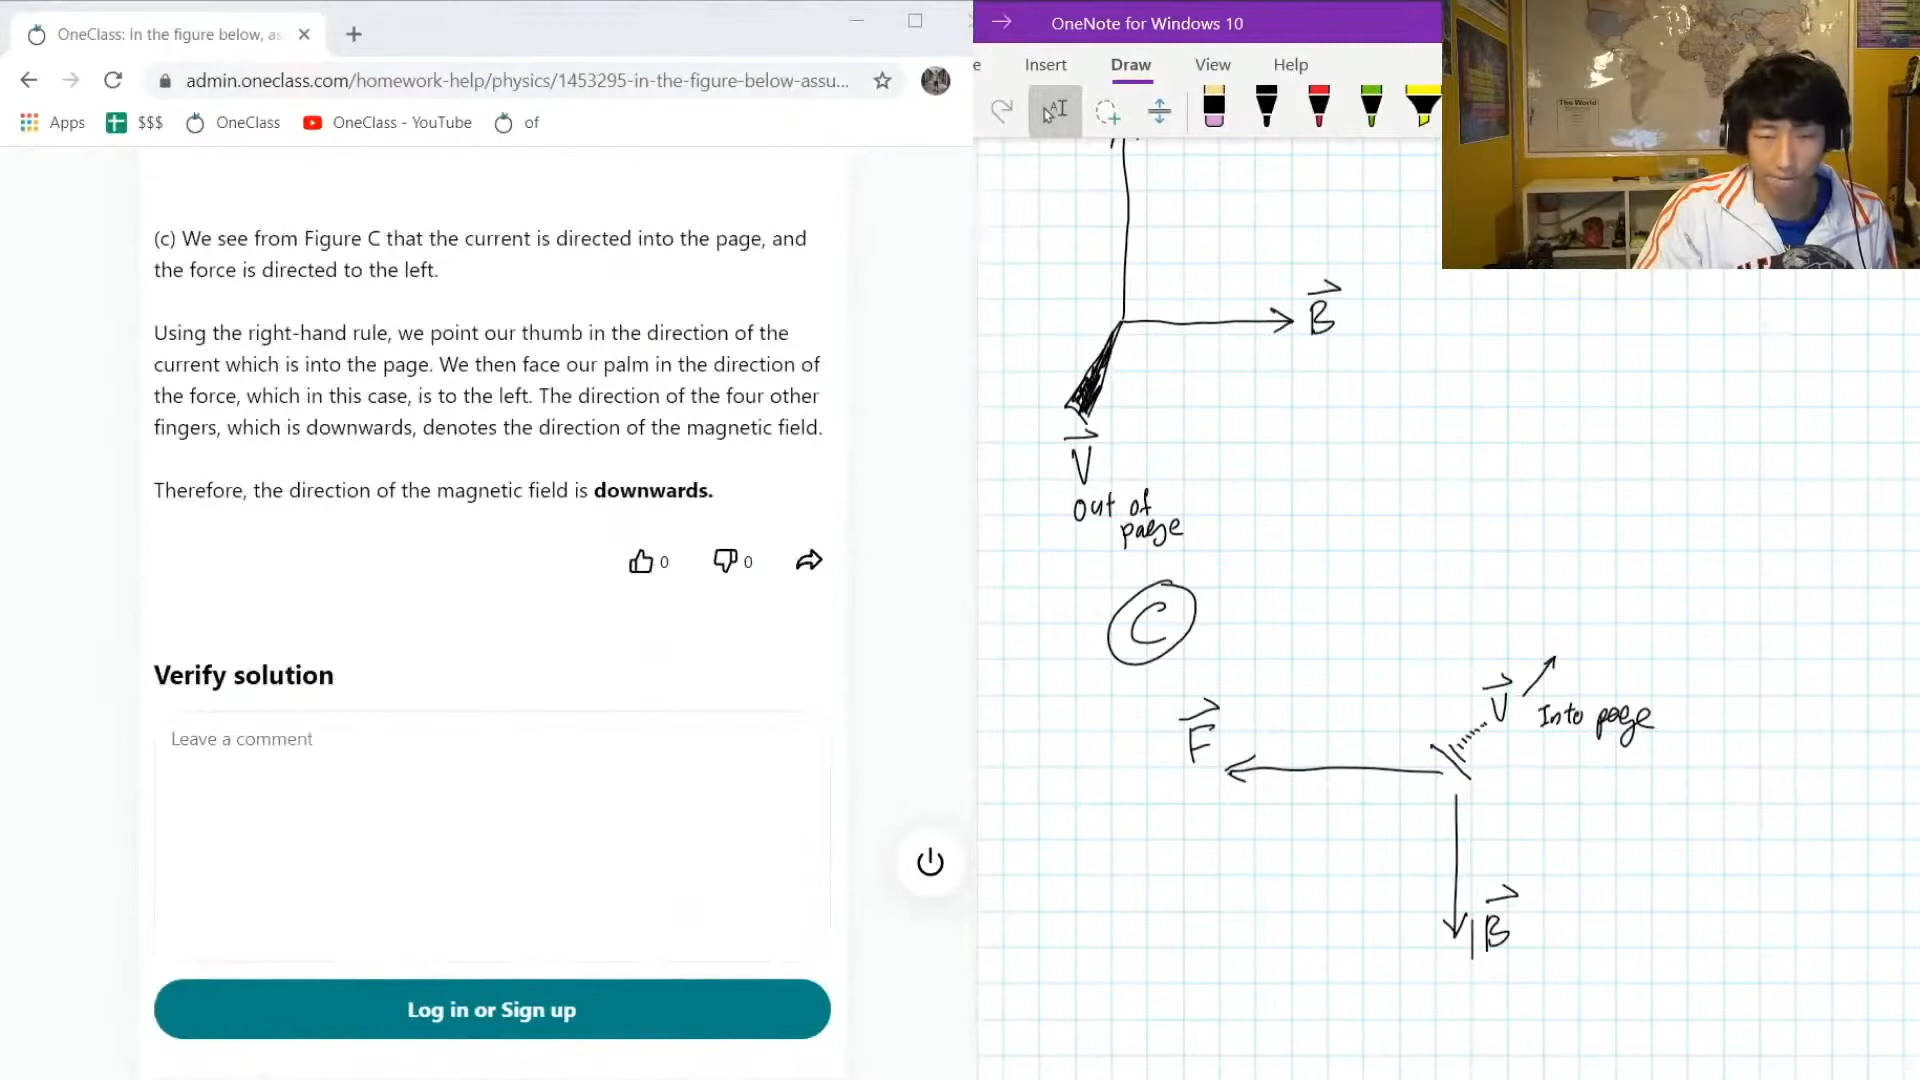 OneClass: In the figure below, as
admin.oneclass.com/homework-help/physics/1453295-in-the-figure-below-assu...
Apps
$$$
OneClass
OneClass - YouTube
of
(c) We see from Figure C that the current is directed into the page, and
the force is directed to the left.
Using the right-hand rule, we point our thumb in the direction of the
current which is into the page. We then face our palm in the direction of
the force, which in this case, is to the left. The direction of the four other
fingers, which is downwards, denotes the direction of the magnetic field.
Therefore, the direction of the magnetic field is downwards.
0
0
Verify solution
Leave a comment
Log in or Sign up
OneNote for Windows 10
Insert
Draw
View
Help
The World
B
V
Out of
page
C
F
V
Into page
B